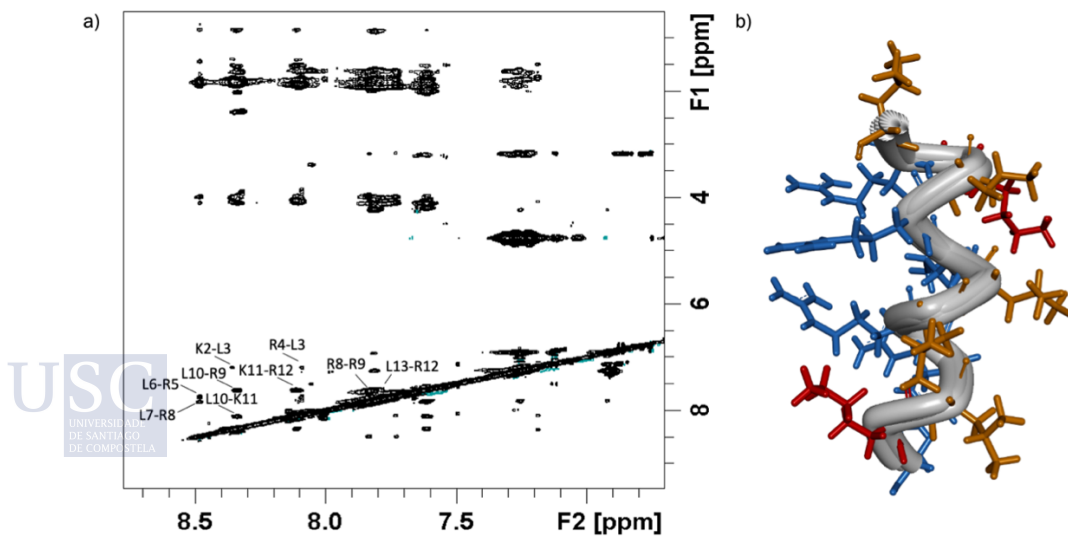 a)
b)
F1 [ppm]
4
6
8
K2-L3
R4-L3
L10-R9
K11-R12
R8-R9
L13-R12
L6-R5
L7-R8
L10-K11
USC
UNIVERSIDADE
DE SANTIAGO
DE COMPOSTELA
8.5
8.0
7.5
F2 [ppm]